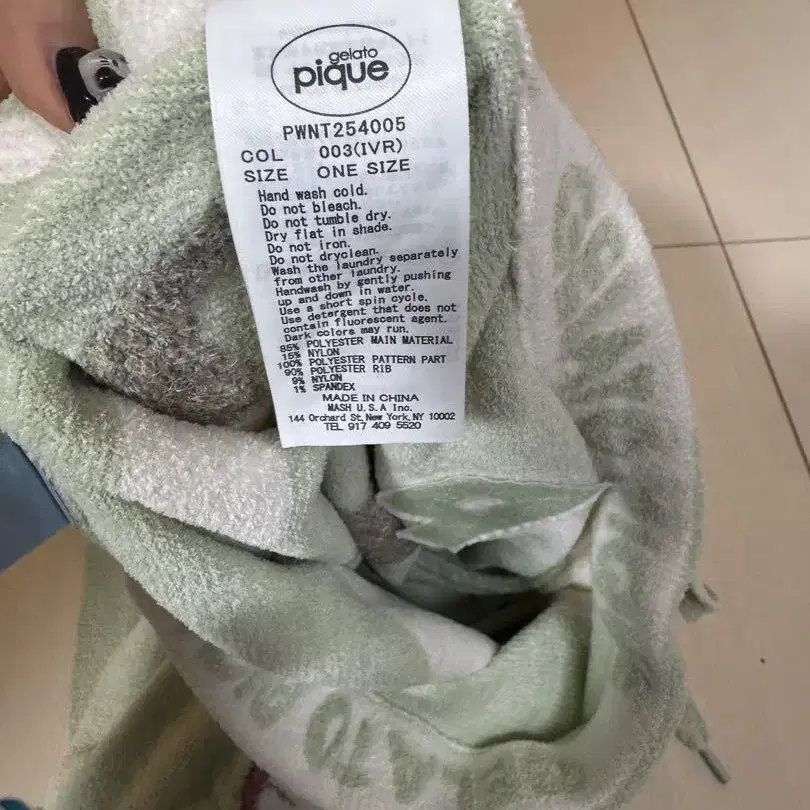 gelato
pique
PWNT254005
COL 003(IVR)
SIZE ONE SIZE
Hand wash cold.
Do not bleach.
Do not tumble dry.
Dry flat in shade.
Do not iron.
Do not dryclean.
Wash the laundry separately
from other laundry.
Handwash by gently pushing
up and down in water.
Use a short spin cycle.
Use detergent that does not
contain fluorescent agent.
Dark colors may run.
85% POLYESTER MAIN MATERIAL
15% NYLON
100% POLYESTER PATTERN PART
90% POLYESTER RIB
9% NYLON
1% SPANDEX
MADE IN CHINA
MASH U.S.A Inc.
144 Orchard St, New York, NY 10002
TEL 917 409 5520